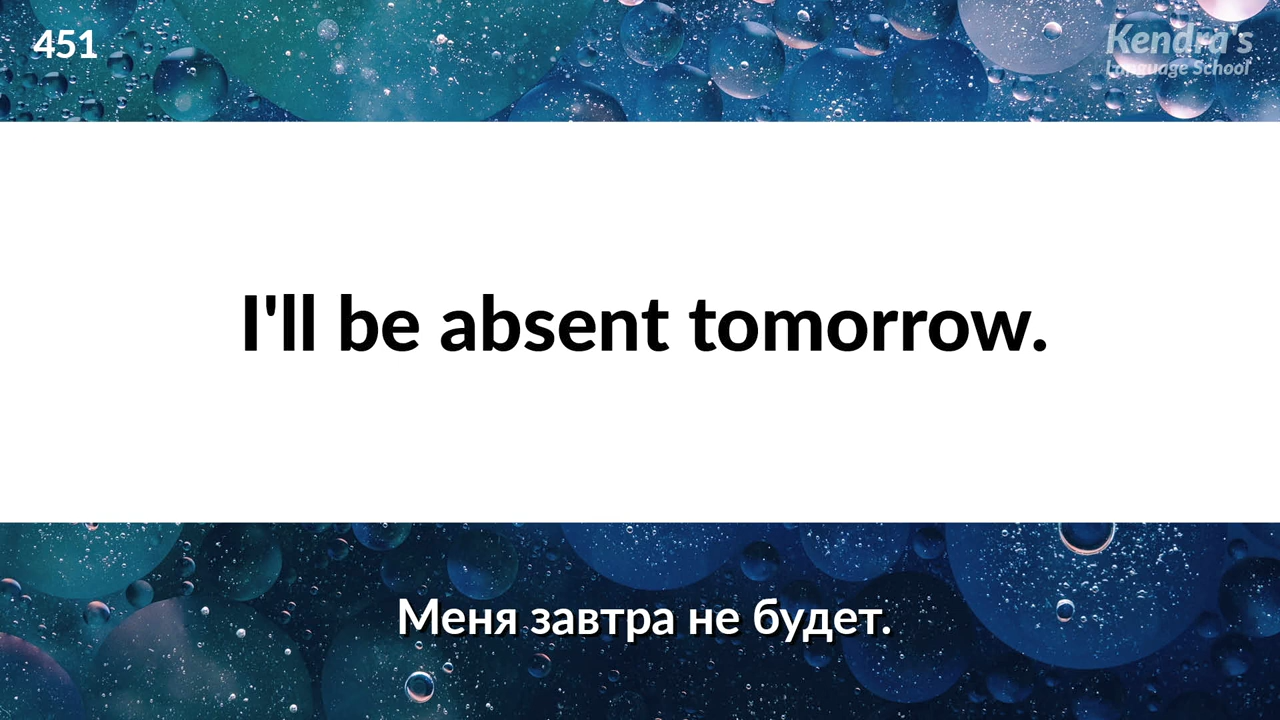 451
Kendra's
Language School
I'll be absent tomorrow.
Меня завтра не будет.